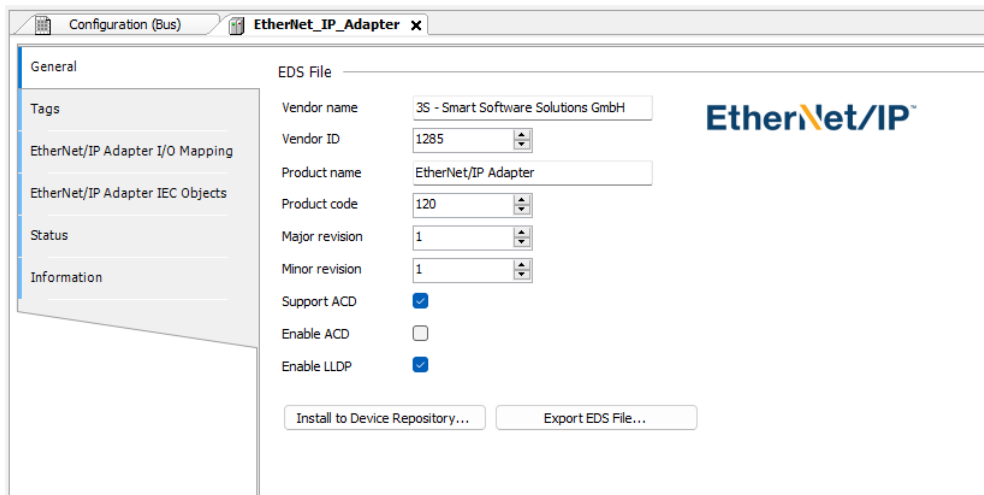 Configuration (Bus)
EtherNet_IP_Adapter
General
Tags
EtherNet/IP Adapter I/O Mapping
EtherNet/IP Adapter IEC Objects
Status
Information
EDS File
Vendor name 3S - Smart Software Solutions GmbH
Vendor ID 1285
Product name EtherNet/IP Adapter
Product code 120
Major revision 1
Minor revision 1
Support ACD
Enable ACD
Enable LLDP
Install to Device Repository...
Export EDS File...
EtherNet/IP™